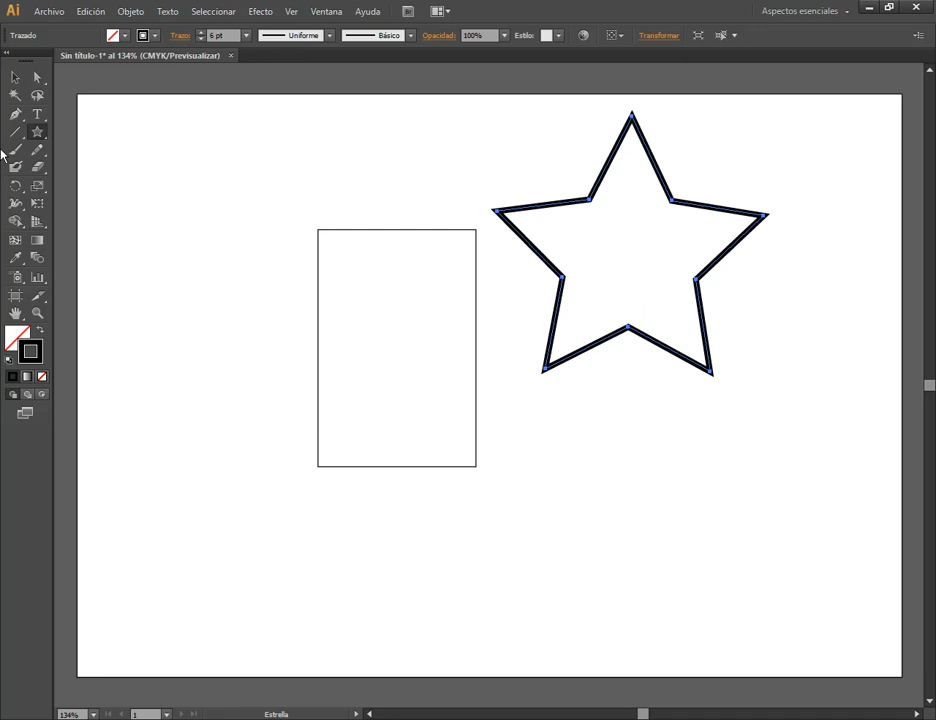 Ai Archivo Edición Objeto Texto Seleccionar Efecto Ver Ventana Ayuda Br Aspectos esenciales
Trazado Trazo: 6 pt Uniforme Básico Opacidad: 100% Estilo: Transformar
Sin título-1* al 134% (CMYK/Previsualizar) ×
T
134% 1 Estrella